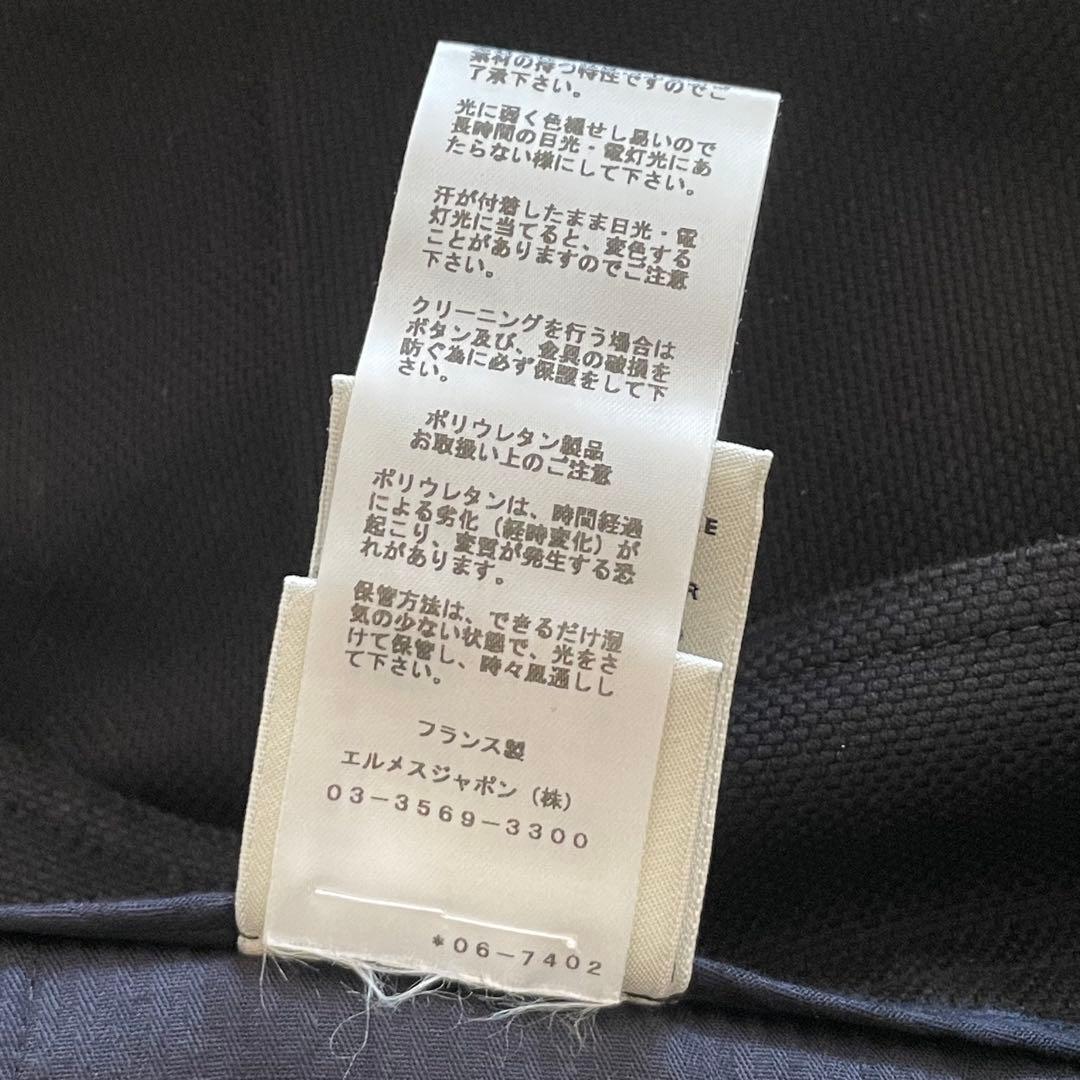 素材の持つ特性ですのでご
了承下さい。
光に弱く色褪せし易いので
長時間の日光・電灯光にあ
たらない様にして下さい。
汗が付着したまま日光・電
灯光に当てると、変色する
ことがありますのでご注意
下さい。
クリーニングを行う場合は
ボタン及び、金具の破損を
防ぐ為に必ず保護をして下
さい。
ポリウレタン製品
お取扱い上のご注意
ポリウレタンは、時間経過
による劣化（経時変化）が
起こり、変質が発生する恐
れがあります。
保管方法は、できるだけ湿
気の少ない状態で、光をさ
けて保管し、時々風通しし
て下さい。
フランス製
エルメスジャポン（株）
03-3569-3300
*06-7402
E
R